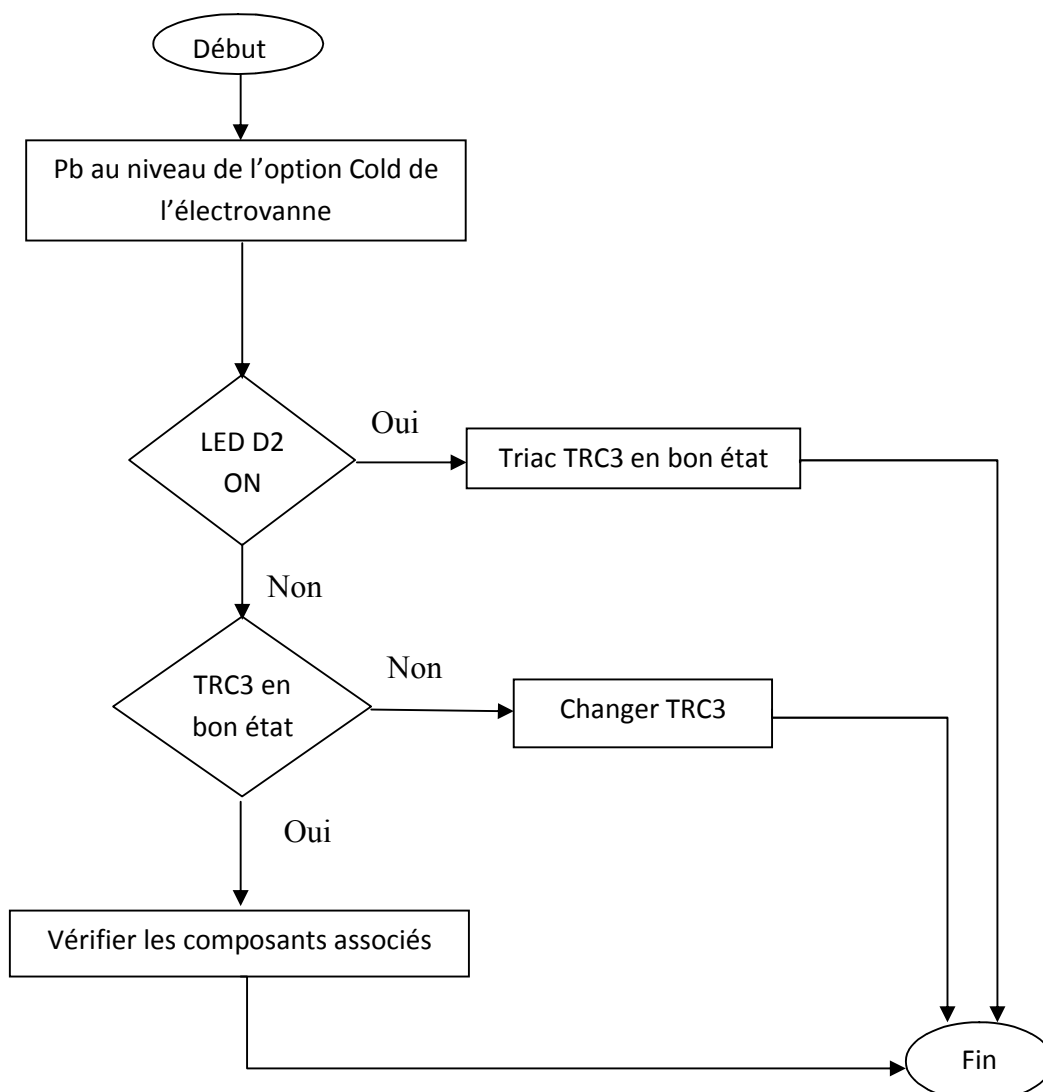 Début
Pb au niveau de l’option Cold de
l’électrovanne
LED D2
ON
Oui
Triac TRC3 en bon état
Non
TRC3 en
bon état
Non
Changer TRC3
Oui
Vérifier les composants associés
Fin